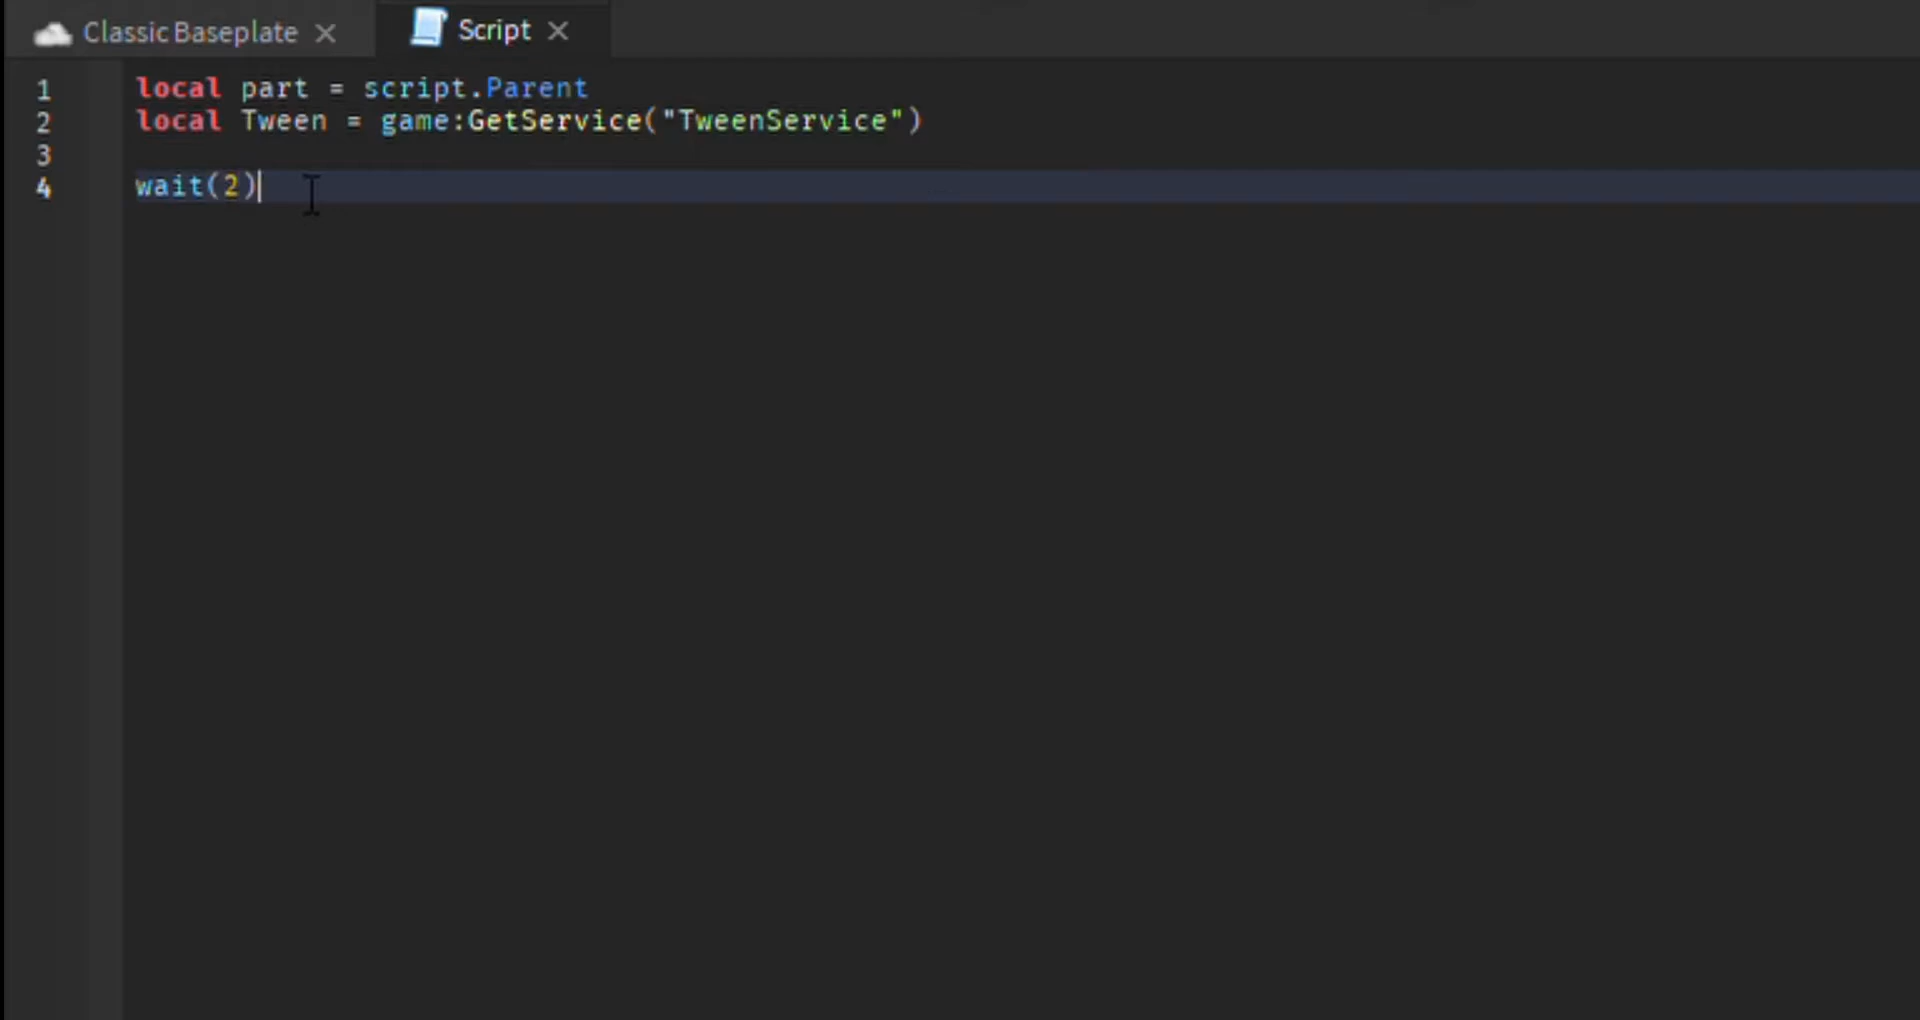 Classic Baseplate
Script
1 local part = script.Parent
2 local Tween = game:GetService("TweenService")
3
4 wait(2)